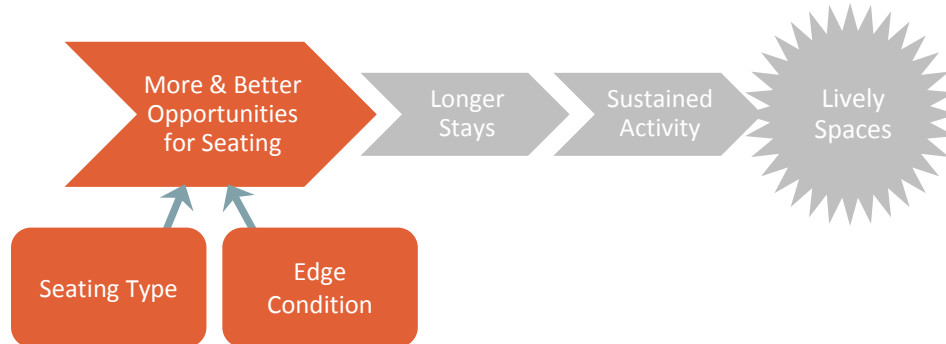 More & Better
Opportunities
for Seating
Longer
Stays
Sustained
Activity
Lively
Spaces
Seating Type
Edge
Condition